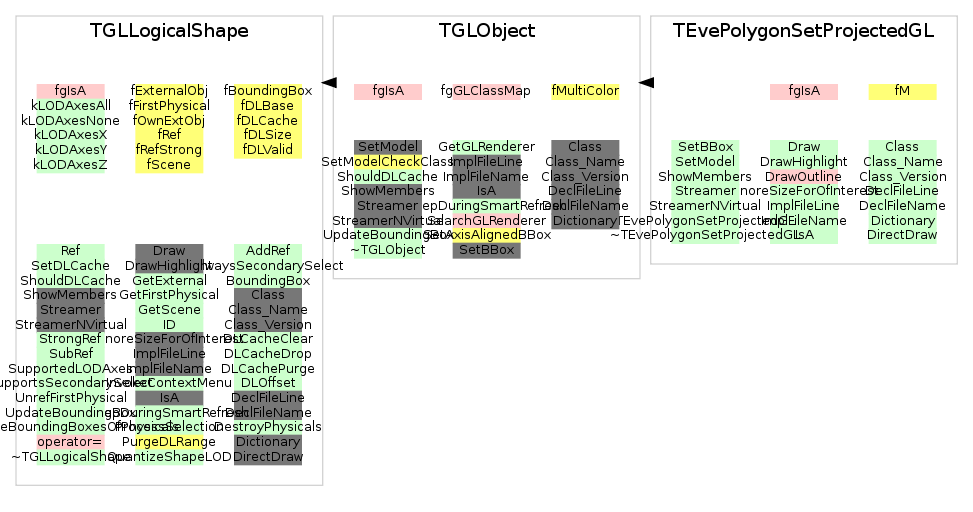 TGLLogicalShape
fgIsA
kLODAxesAll
kLODAxesNone
kLODAxesX
kLODAxesY
kLODAxesZ
fExternalObj
fFirstPhysical
fOwnExtObj
fRef
fRefStrong
fScene
fBoundingBox
fDLBase
fDLCache
fDLSize
fDLValid
Ref
SetDLCache
ShouldDLCache
ShowMembers
Streamer
StreamerNVirtual
StrongRef
SubRef
SupportedLODAxes
UnrefFirstPhysical
operator=
~TGLLogicalShape
Draw
DrawHighlight
GetExternal
GetFirstPhysical
GetScene
ID
noreSizeForOfInterest
ImplFileLine
ImplFileName
InvokeContextMenu
IsA
PurgeDLRange
QuantizeShapeLOD
AddRef
waysSecondarySelect
BoundingBox
Class
Class_Name
Class_Version
DLCacheClear
DLCacheDrop
DLCachePurge
DLOffset
DeclFileLine
DeclFileName
DestroyPhysicals
Dictionary
DirectDraw
TGLObject
fgIsA
fgGLClassMap
fMultiColor
SetModel
SetModelCheckClass
ShouldDLCache
ShowMembers
Streamer
StreamerNVirtual
UpdateBoundingBox
~TGLObject
GetGLRenderer
ImplFileLine
ImplFileName
IsA
epDuringSmartRefresh
SearchGLRenderer
SetAxisAlignedBBox
SetBBox
Class
Class_Name
Class_Version
DeclFileLine
DeclFileName
Dictionary
TEvePolygonSetProjectedGL
fgIsA
fM
SetBBox
SetModel
ShowMembers
Streamer
StreamerNVirtual
TEvePolygonSetProjectedGL
~TEvePolygonSetProjectedGL
Draw
DrawHighlight
DrawOutline
noreSizeForOfInterest
ImplFileLine
ImplFileName
IsA
Class
Class_Name
Class_Version
DeclFileLine
DeclFileName
Dictionary
DirectDraw